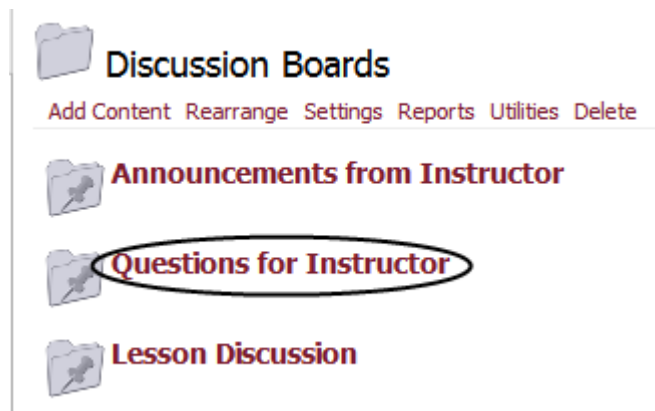 Discussion Boards
Add Content Rearrange Settings Reports Utilities Delete
Announcements from Instructor
Questions for Instructor
Lesson Discussion